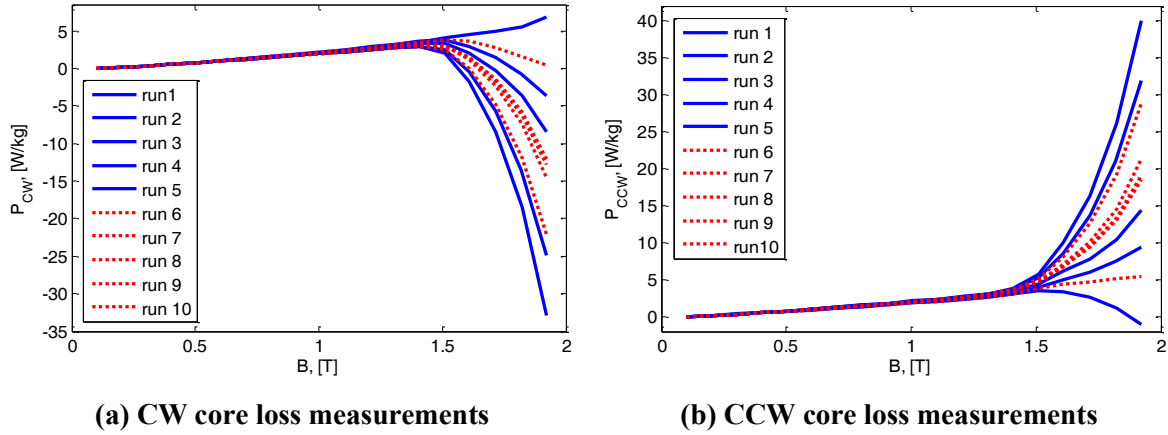 5
0
-5
-10
-15
-20
-25
-30
-35
P_CW, [W/kg]
run1
run 2
run 3
run 4
run 5
run 6
run 7
run 8
run 9
run 10
0 0.5 1 1.5 2
B, [T]
(a) CW core loss measurements
40
35
30
25
20
15
10
5
0
P_CCW, [W/kg]
run 1
run 2
run 3
run 4
run 5
run 6
run 7
run 8
run 9
run10
0 0.5 1 1.5 2
B, [T]
(b) CCW core loss measurements